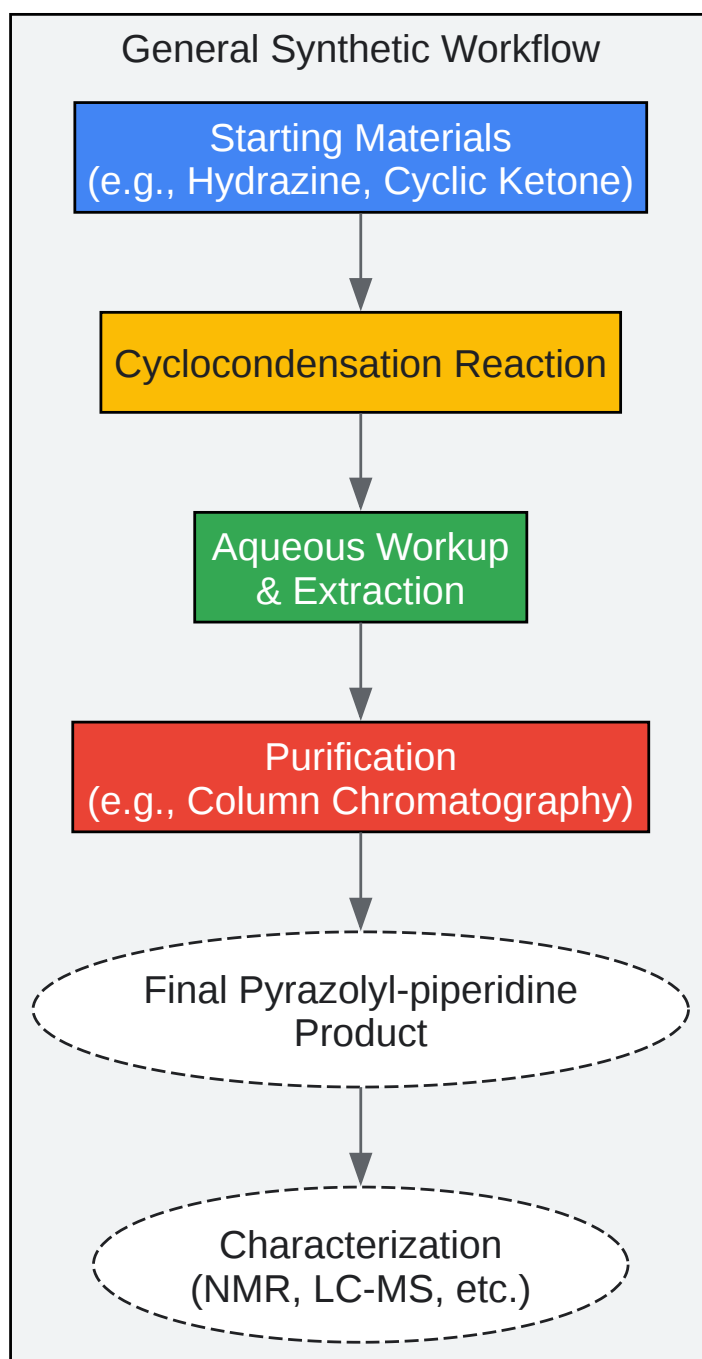 General Synthetic Workflow
Starting Materials
(e.g., Hydrazine, Cyclic Ketone)
Cyclocondensation Reaction
Aqueous Workup
& Extraction
Purification
(e.g., Column Chromatography)
Final Pyrazolyl-piperidine
Product
Characterization
(NMR, LC-MS, etc.)